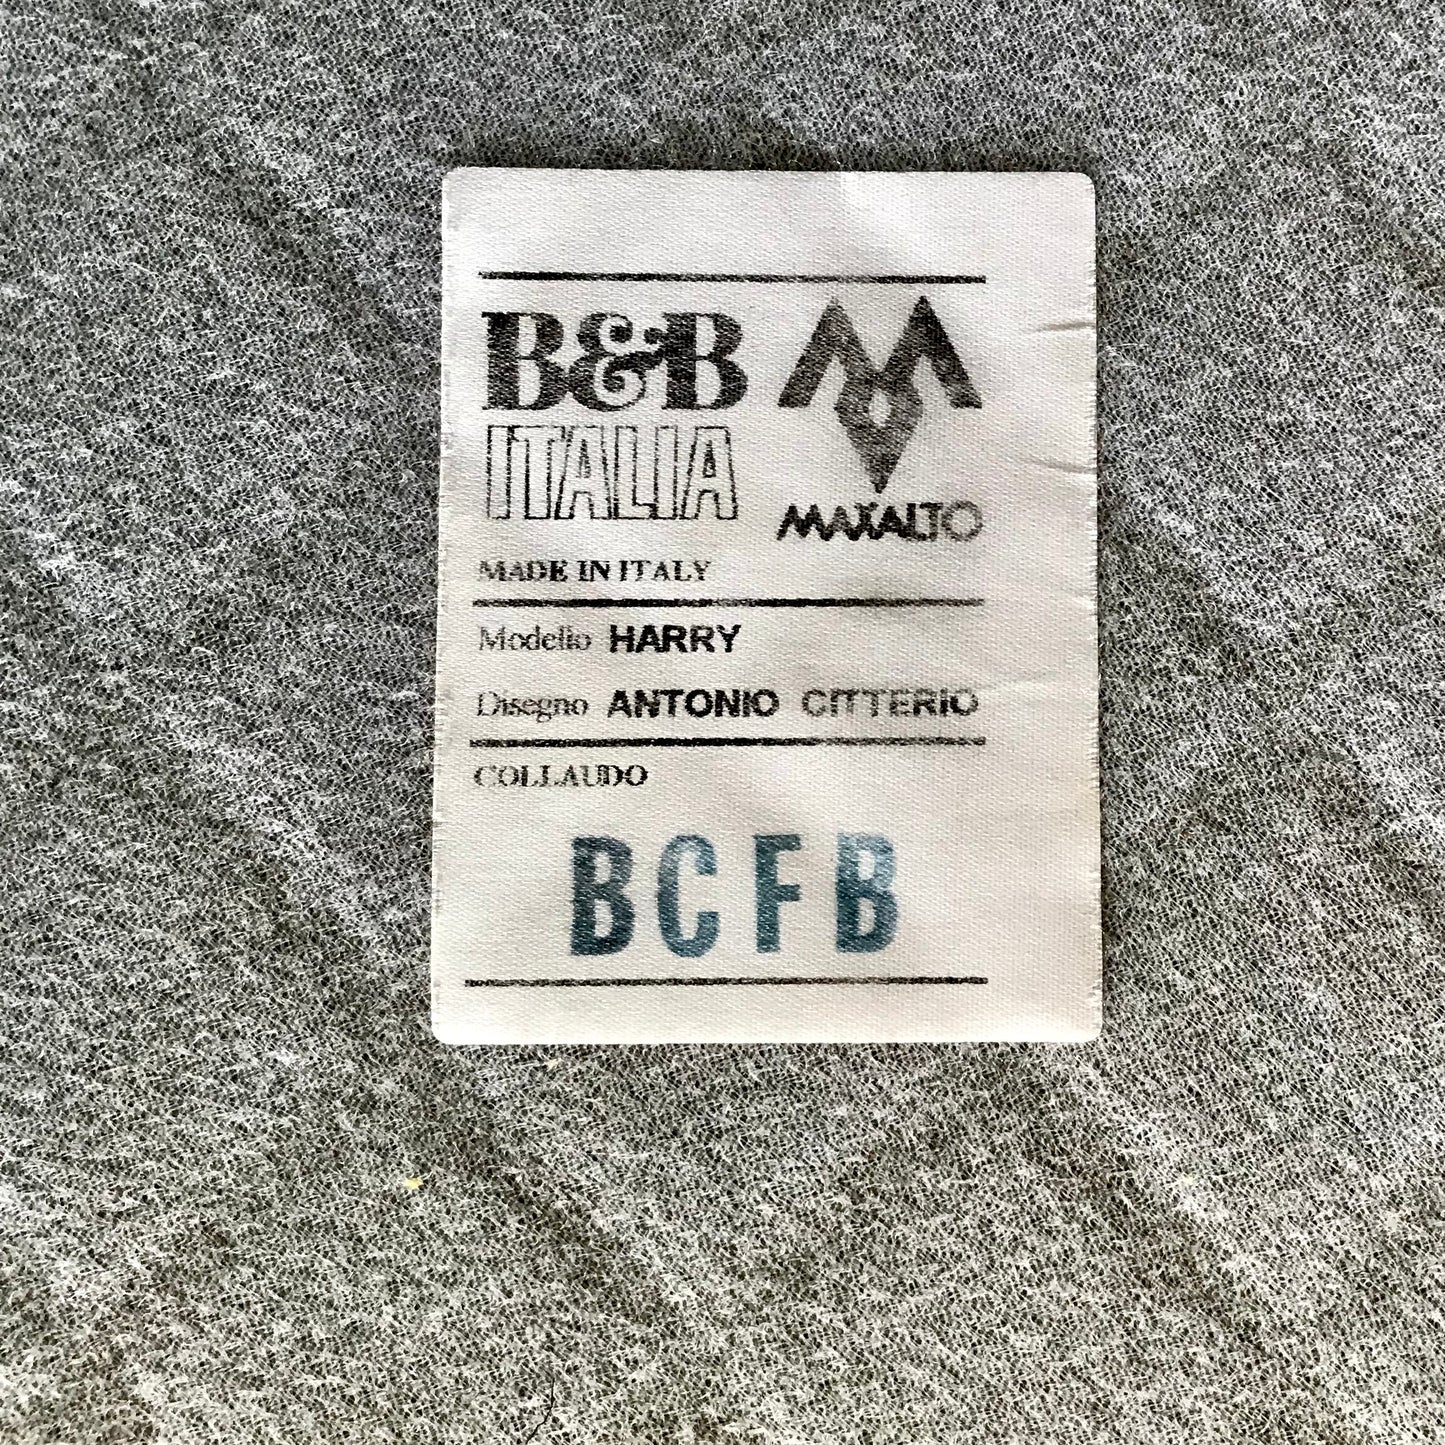 B&B
ITALIA
MAXALTO
MADE IN ITALY
Modello HARRY
Disegno ANTONIO CITTERIO
COLLAUDO
BCFB